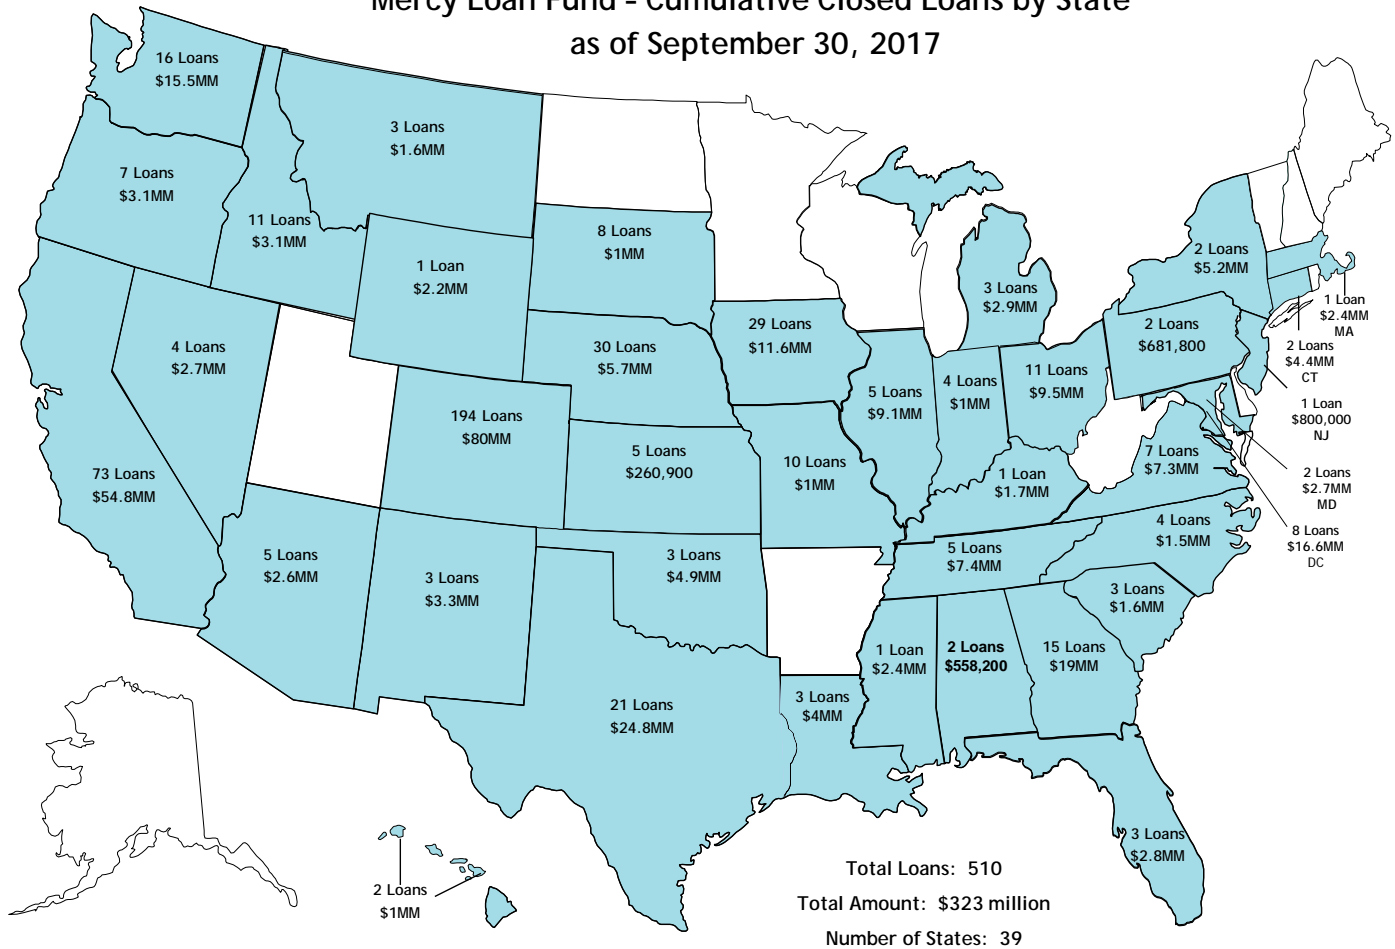 Mercy Loan Fund - Cumulative Closed Loans by State
as of September 30, 2017
16 Loans
$15.5MM
3 Loans
$1.6MM
7 Loans
$3.1MM
11 Loans
$3.1MM
8 Loans
$1MM
1 Loan
$2.2MM
2 Loans
$5.2MM
3 Loans
$2.9MM
1 Loan
$2.4MM
MA
4 Loans
$2.7MM
30 Loans
$5.7MM
29 Loans
$11.6MM
2 Loans
$681,800
2 Loans
$4.4MM
CT
5 Loans
$9.1MM
4 Loans
$1MM
11 Loans
$9.5MM
1 Loan
$800,000
NJ
194 Loans
$80MM
5 Loans
$260,900
73 Loans
$54.8MM
10 Loans
$1MM
1 Loan
$1.7MM
7 Loans
$7.3MM
2 Loans
$2.7MM
MD
8 Loans
$16.6MM
DC
5 Loans
$2.6MM
3 Loans
$3.3MM
3 Loans
$4.9MM
5 Loans
$7.4MM
4 Loans
$1.5MM
3 Loans
$1.6MM
1 Loan
$2.4MM
2 Loans
$558,200
15 Loans
$19MM
21 Loans
$24.8MM
3 Loans
$4MM
3 Loans
$2.8MM
2 Loans
$1MM
Total Loans: 510
Total Amount: $323 million
Number of States: 39